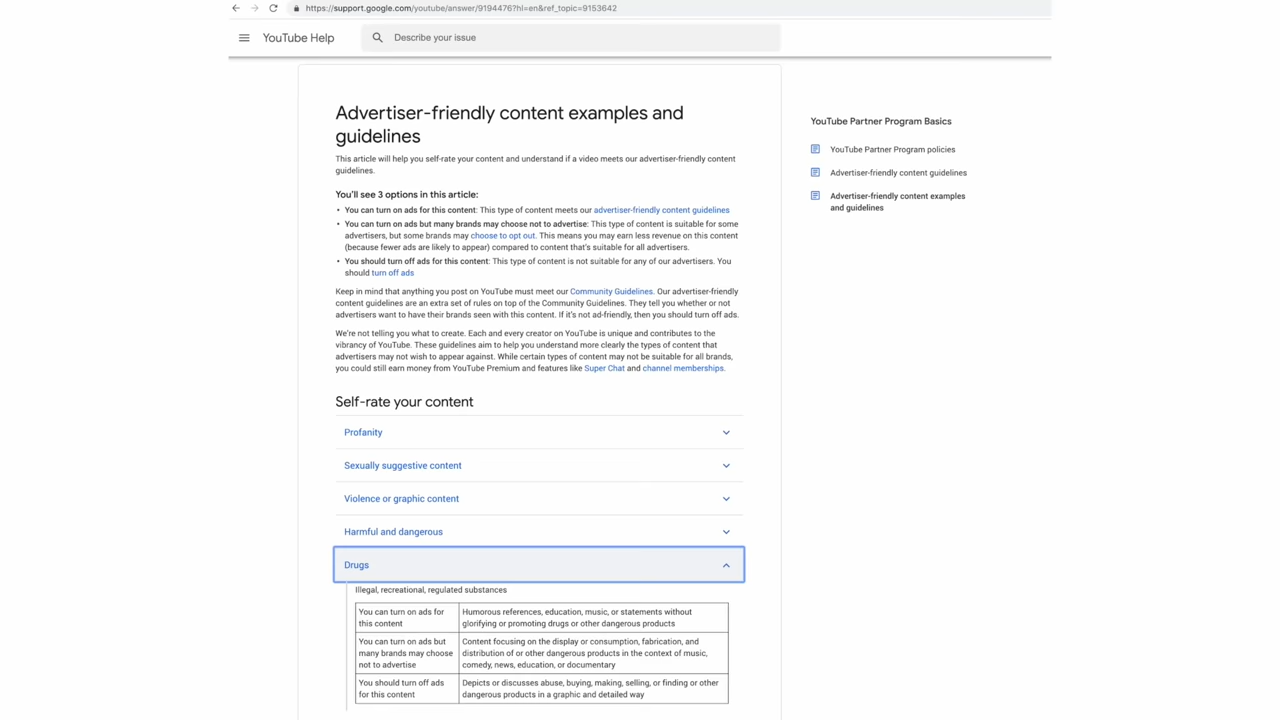 https://support.google.com/youtube/answer/9194476?hl=en&ref_topic=9153642
YouTube Help
Describe your issue
Advertiser-friendly content examples and
guidelines
This article will help you self-rate your content and understand if a video meets our advertiser-friendly content
guidelines.
You'll see 3 options in this article:
• You can turn on ads for this content: This type of content meets our advertiser-friendly content guidelines
• You can turn on ads but many brands may choose not to advertise: This type of content is suitable for some
advertisers, but some brands may choose to opt out. This means you may earn less revenue on this content
(because fewer ads are likely to appear) compared to content that's suitable for all advertisers.
• You should turn off ads for this content: This type of content is not suitable for any of our advertisers. You
should turn off ads
Keep in mind that anything you post on YouTube must meet our Community Guidelines. Our advertiser-friendly
content guidelines are an extra set of rules on top of the Community Guidelines. They tell you whether or not
advertisers want to have their brands seen with this content. If it's not ad-friendly, then you should turn off ads.
We're not telling you what to create. Each and every creator on YouTube is unique and contributes to the
vibrancy of YouTube. These guidelines aim to help you understand more clearly the types of content that
advertisers may not wish to appear against. While certain types of content may not be suitable for all brands,
you could still earn money from YouTube Premium and features like Super Chat and channel memberships.
Self-rate your content
Profanity
Sexually suggestive content
Violence or graphic content
Harmful and dangerous
Drugs
Illegal, recreational, regulated substances
You can turn on ads for
this content
Humorous references, education, music, or statements without
glorifying or promoting drugs or other dangerous products
You can turn on ads but
many brands may choose
not to advertise
Content focusing on the display or consumption, fabrication, and
distribution of or other dangerous products in the context of music,
comedy, news, education, or documentary
You should turn off ads
for this content
Depicts or discusses abuse, buying, making, selling, or finding or other
dangerous products in a graphic and detailed way
YouTube Partner Program Basics
YouTube Partner Program policies
Advertiser-friendly content guidelines
Advertiser-friendly content examples
and guidelines